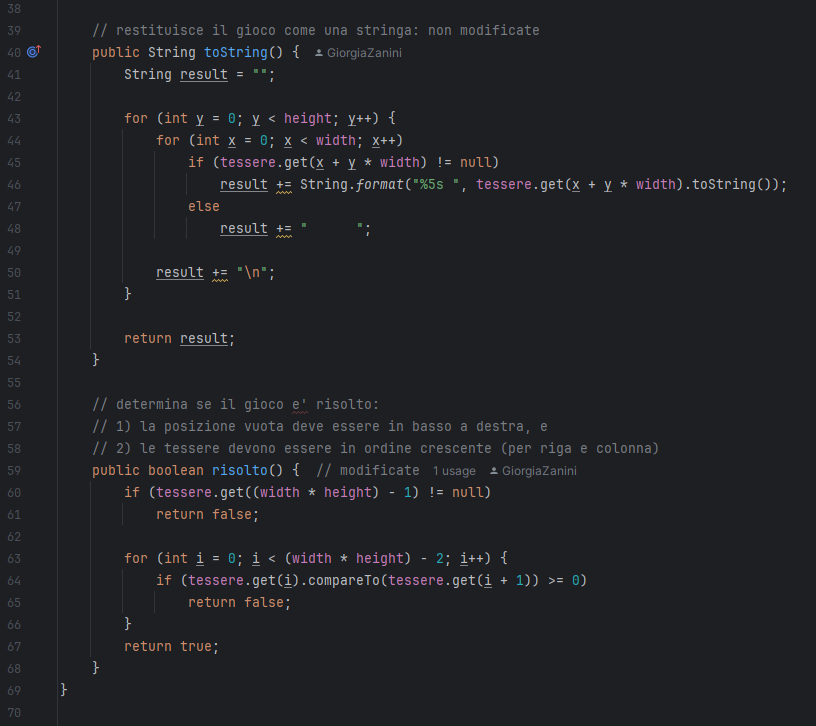 38
39 // restituisce il gioco come una stringa: non modificate
40 public String toString() { GiorgiaZanini
41 String result = "";
42
43 for (int y = 0; y < height; y++) {
44 for (int x = 0; x < width; x++)
45 if (tessere.get(x + y * width) != null)
46 result += String.format("%5s ", tessere.get(x + y * width).toString());
47 else
48 result += "      ";
49
50 result += "\n";
51 }
52
53 return result;
54 }
55
56 // determina se il gioco e' risolto:
57 // 1) la posizione vuota deve essere in basso a destra, e
58 // 2) le tessere devono essere in ordine crescente (per riga e colonna)
59 public boolean risolto() { // modificate 1 usage GiorgiaZanini
60 if (tessere.get((width * height) - 1) != null)
61 return false;
62
63 for (int i = 0; i < (width * height) - 2; i++) {
64 if (tessere.get(i).compareTo(tessere.get(i + 1)) >= 0)
65 return false;
66 }
67 return true;
68 }
69 }
70